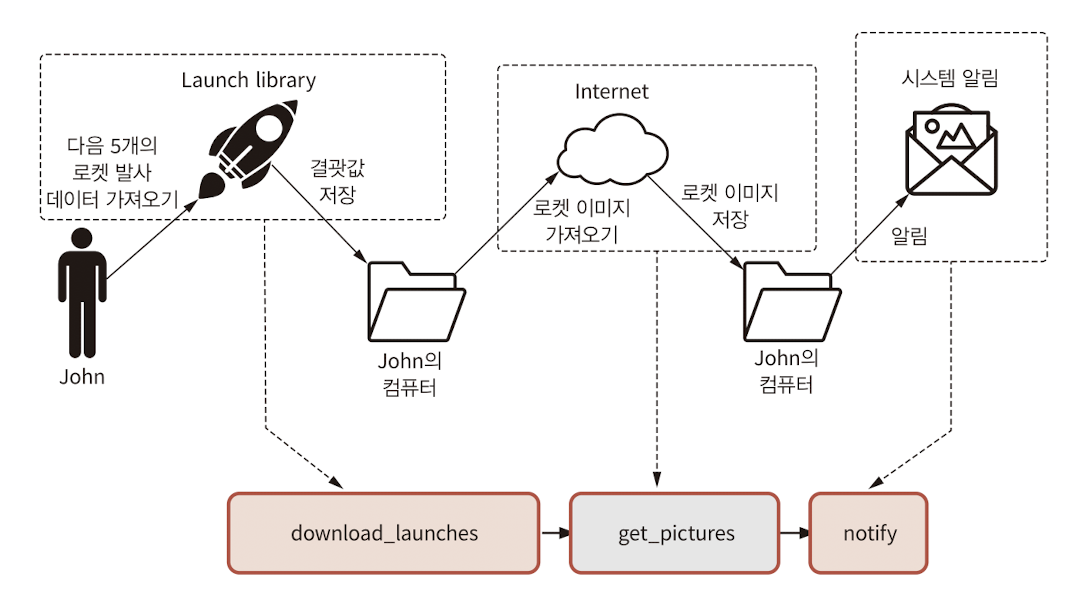 Launch library
다음 5개의
로켓 발사
데이터 가져오기
결괏값
저장
John
John의
컴퓨터
Internet
로켓 이미지
가져오기
로켓 이미지
저장
John의
컴퓨터
시스템 알림
알림
download_launches
get_pictures
notify